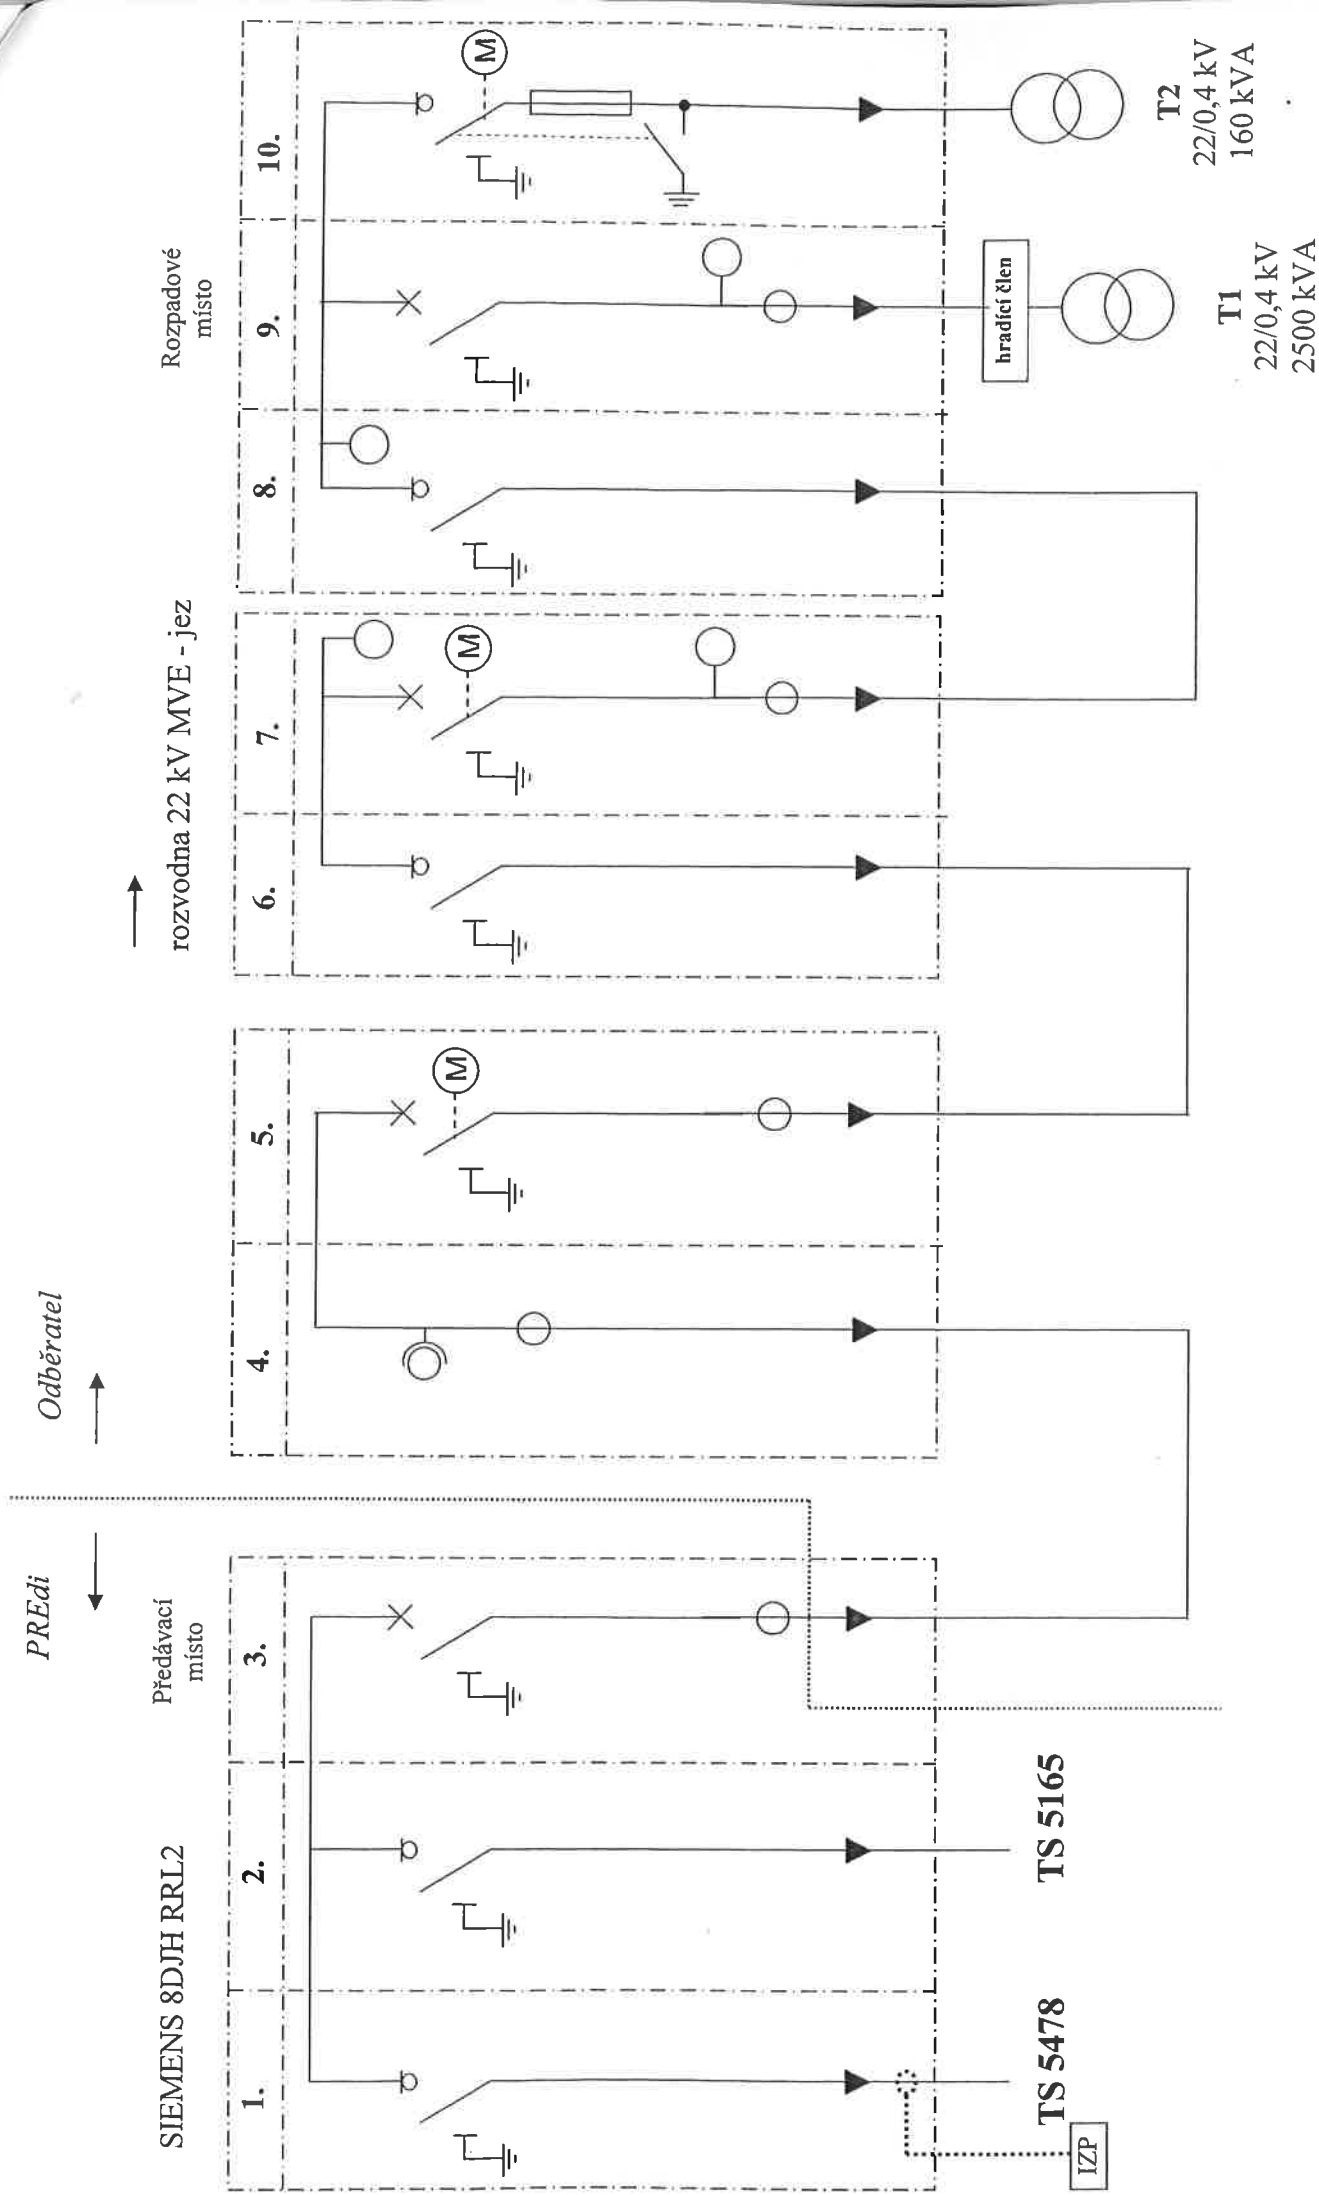 PREdi
Odběratel
SIEMENS 8DJH RRL2
Předávací
místo
rozvodna 22 kV MVE - jez
Rozpadové
místo
1.
2.
3.
4.
5.
6.
7.
8.
9.
10.
M
M
M
IZP
TS 5478
TS 5165
hradící člen
T1
22/0,4 kV
2500 kVA
T2
22/0,4 kV
160 kVA